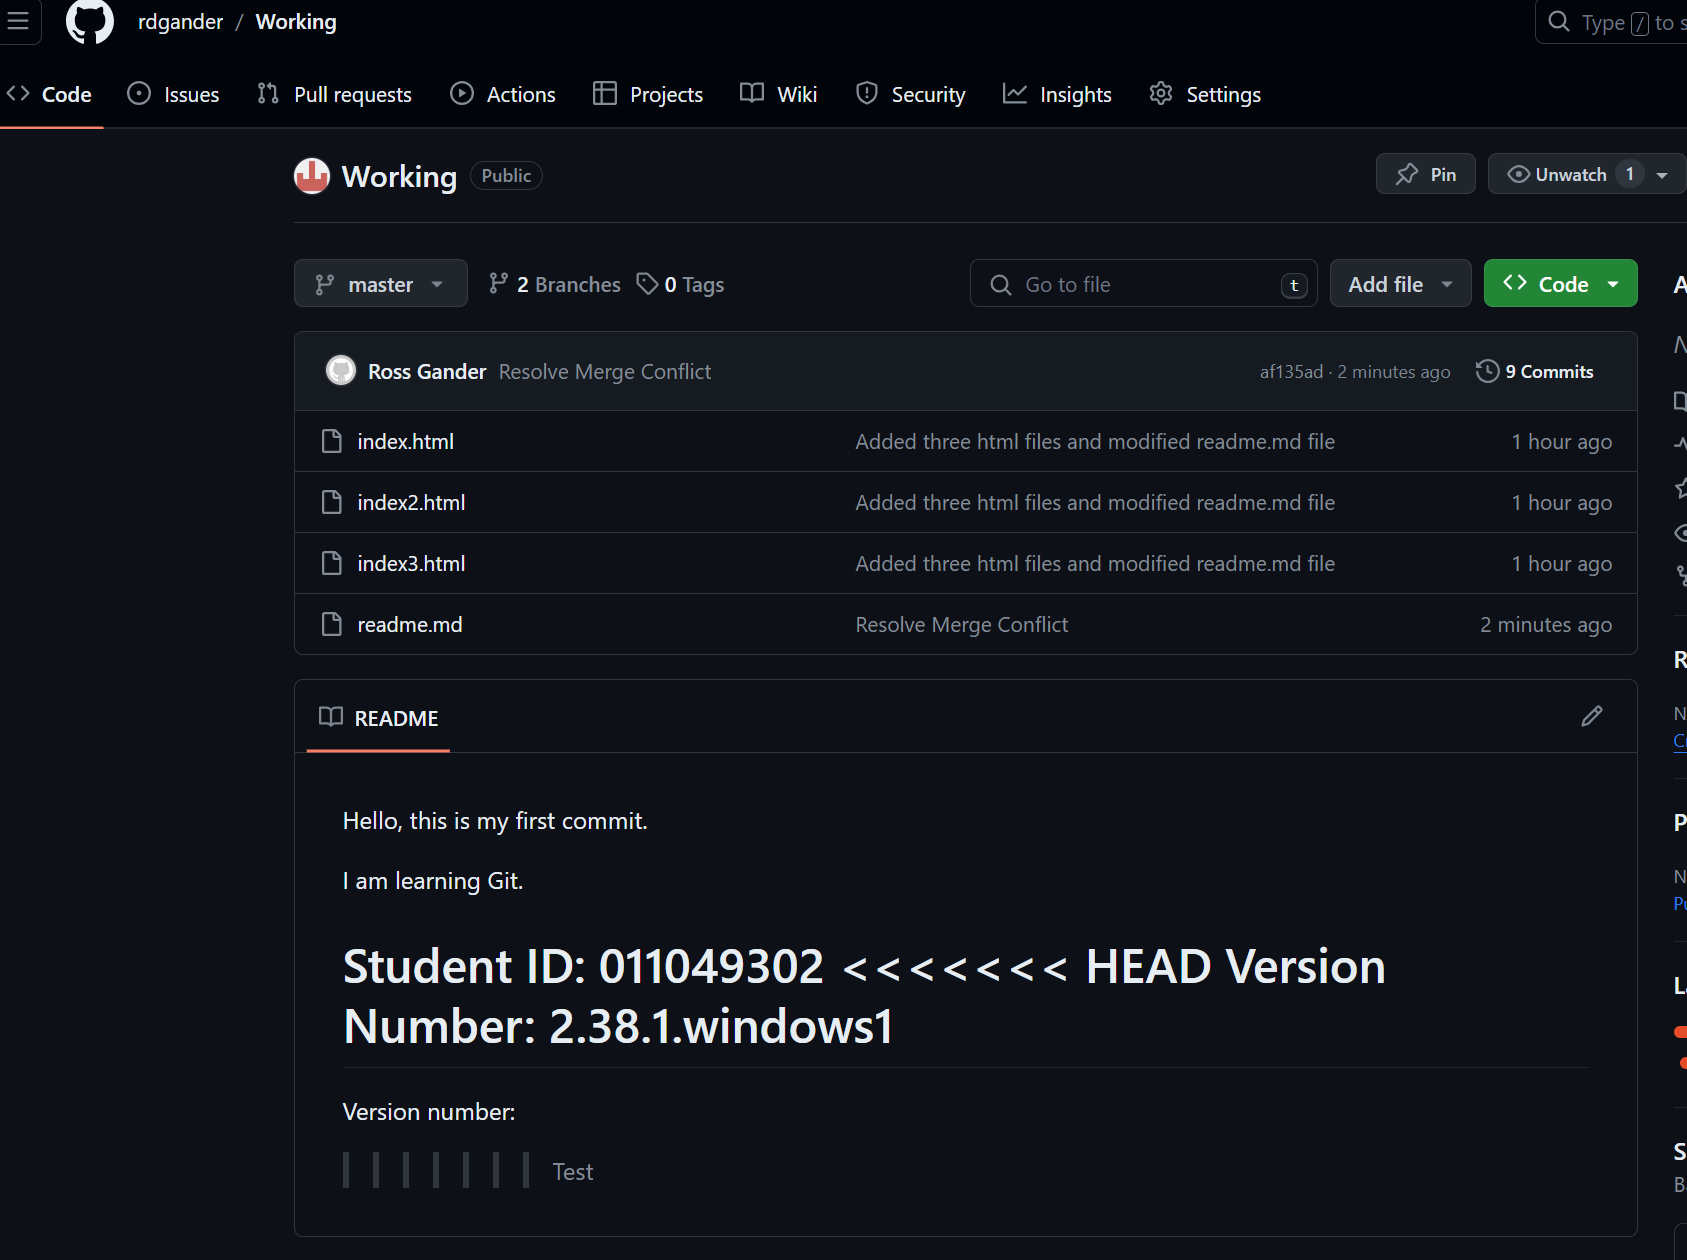 rdgander / Working
Type / to s
Code Issues Pull requests Actions Projects Wiki Security Insights Settings
Working Public
Pin Unwatch 1
master 2 Branches 0 Tags Go to file t Add file Code
Ross Gander Resolve Merge Conflict af135ad · 2 minutes ago 9 Commits
index.html Added three html files and modified readme.md file 1 hour ago
index2.html Added three html files and modified readme.md file 1 hour ago
index3.html Added three html files and modified readme.md file 1 hour ago
readme.md Resolve Merge Conflict 2 minutes ago
README
Hello, this is my first commit.
I am learning Git.
Student ID: 011049302 <<<<<<< HEAD Version
Number: 2.38.1.windows1
Version number:
Test